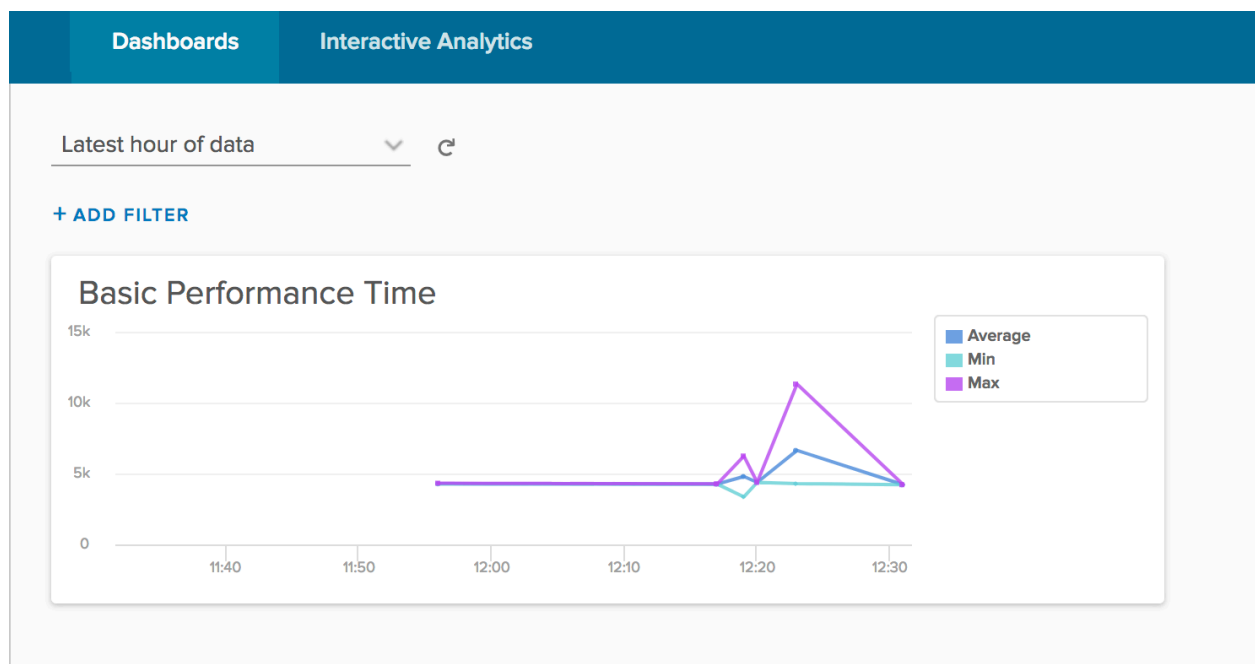 Dashboards Interactive Analytics
Latest hour of data
+ ADD FILTER
Basic Performance Time
15k
10k
5k
0
11:40 11:50 12:00 12:10 12:20 12:30
Average
Min
Max